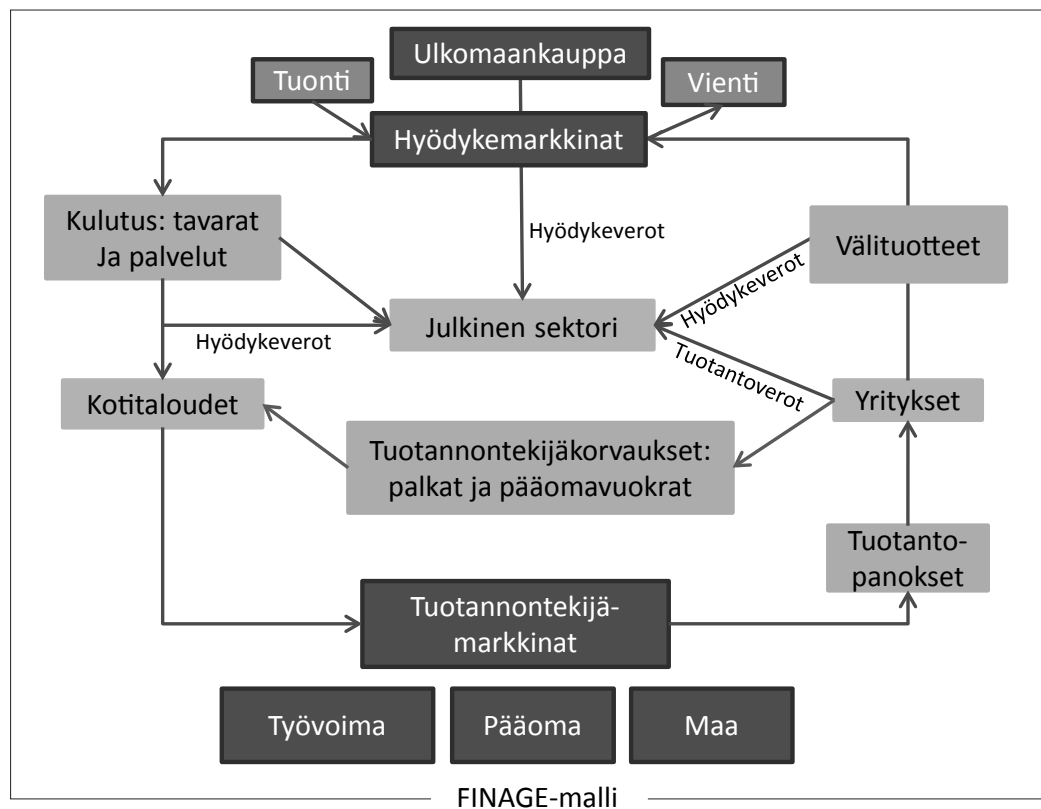 Ulkomaankauppa
Tuonti
Vienti
Hyödykemarkkinat
Kulutus: tavarat
Ja palvelut
Hyödykeverot
Välituotteet
Hyödykeverot
Julkinen sektori
Hyödykeverot
Tuotantoverot
Kotitaloudet
Yritykset
Tuotannontekijäkorvaukset:
palkat ja pääomavuokrat
Tuotanto-
panokset
Tuotannontekijä-
markkinat
Työvoima
Pääoma
Maa
FINAGE-malli